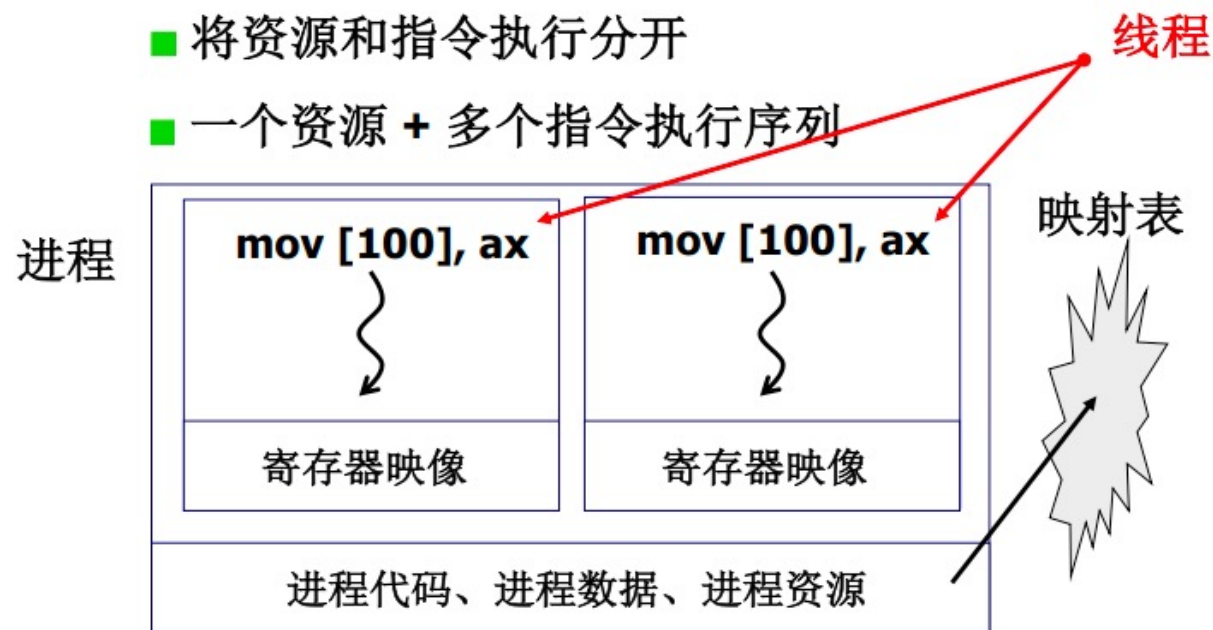 将资源和指令执行分开
线程
一个资源 + 多个指令执行序列
映射表
进程
mov [100], ax
mov [100], ax
寄存器映像
寄存器映像
进程代码、进程数据、进程资源